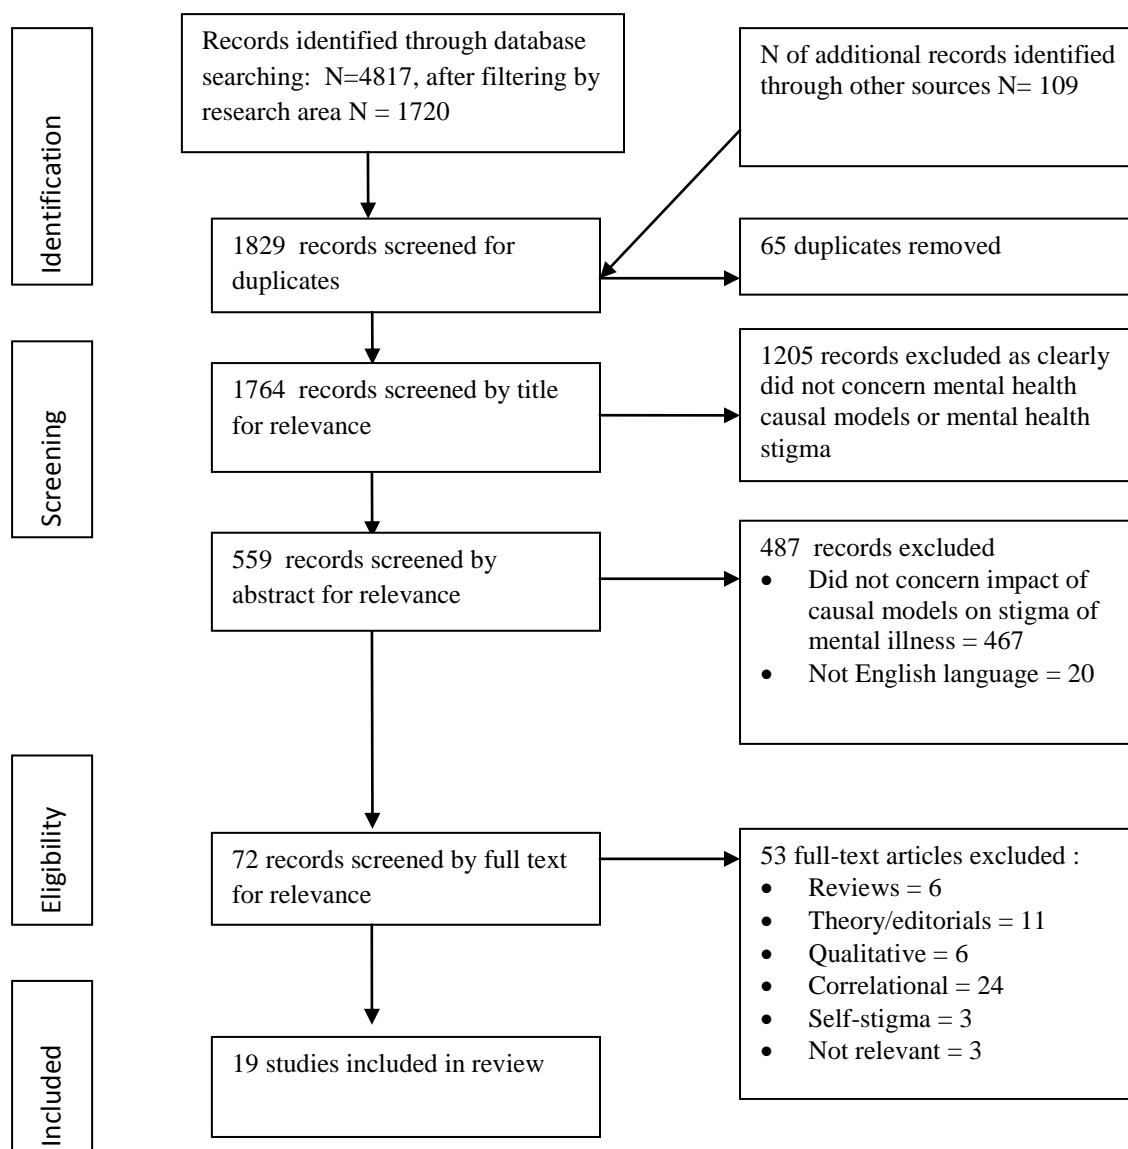 Identification
Records identified through database
searching:  N=4817, after filtering by
research area N = 1720
N of additional records identified
through other sources N= 109
1829  records screened for
duplicates
65 duplicates removed
Screening
1764  records screened by title
for relevance
1205 records excluded as clearly
did not concern mental health
causal models or mental health
stigma
559  records screened by
abstract for relevance
487  records excluded
• Did not concern impact of
causal models on stigma of
mental illness = 467
• Not English language = 20
Eligibility
72 records screened by full text
for relevance
53 full-text articles excluded :
• Reviews = 6
• Theory/editorials = 11
• Qualitative = 6
• Correlational = 24
• Self-stigma = 3
• Not relevant = 3
Included
19 studies included in review